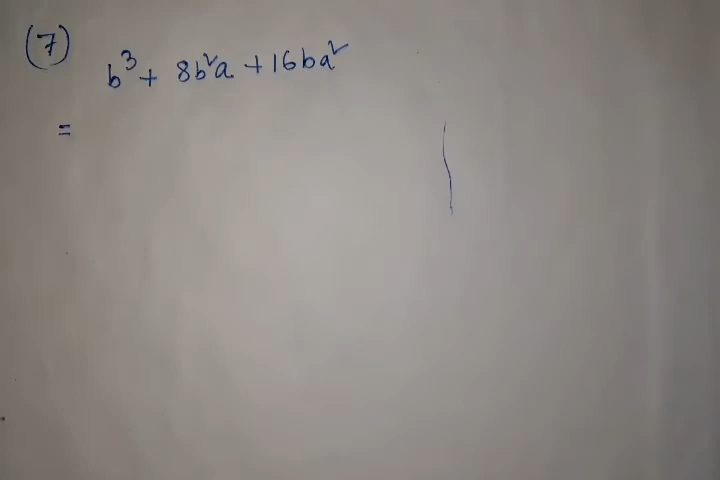 (7)
b³ + 8b²a + 16ba²
=